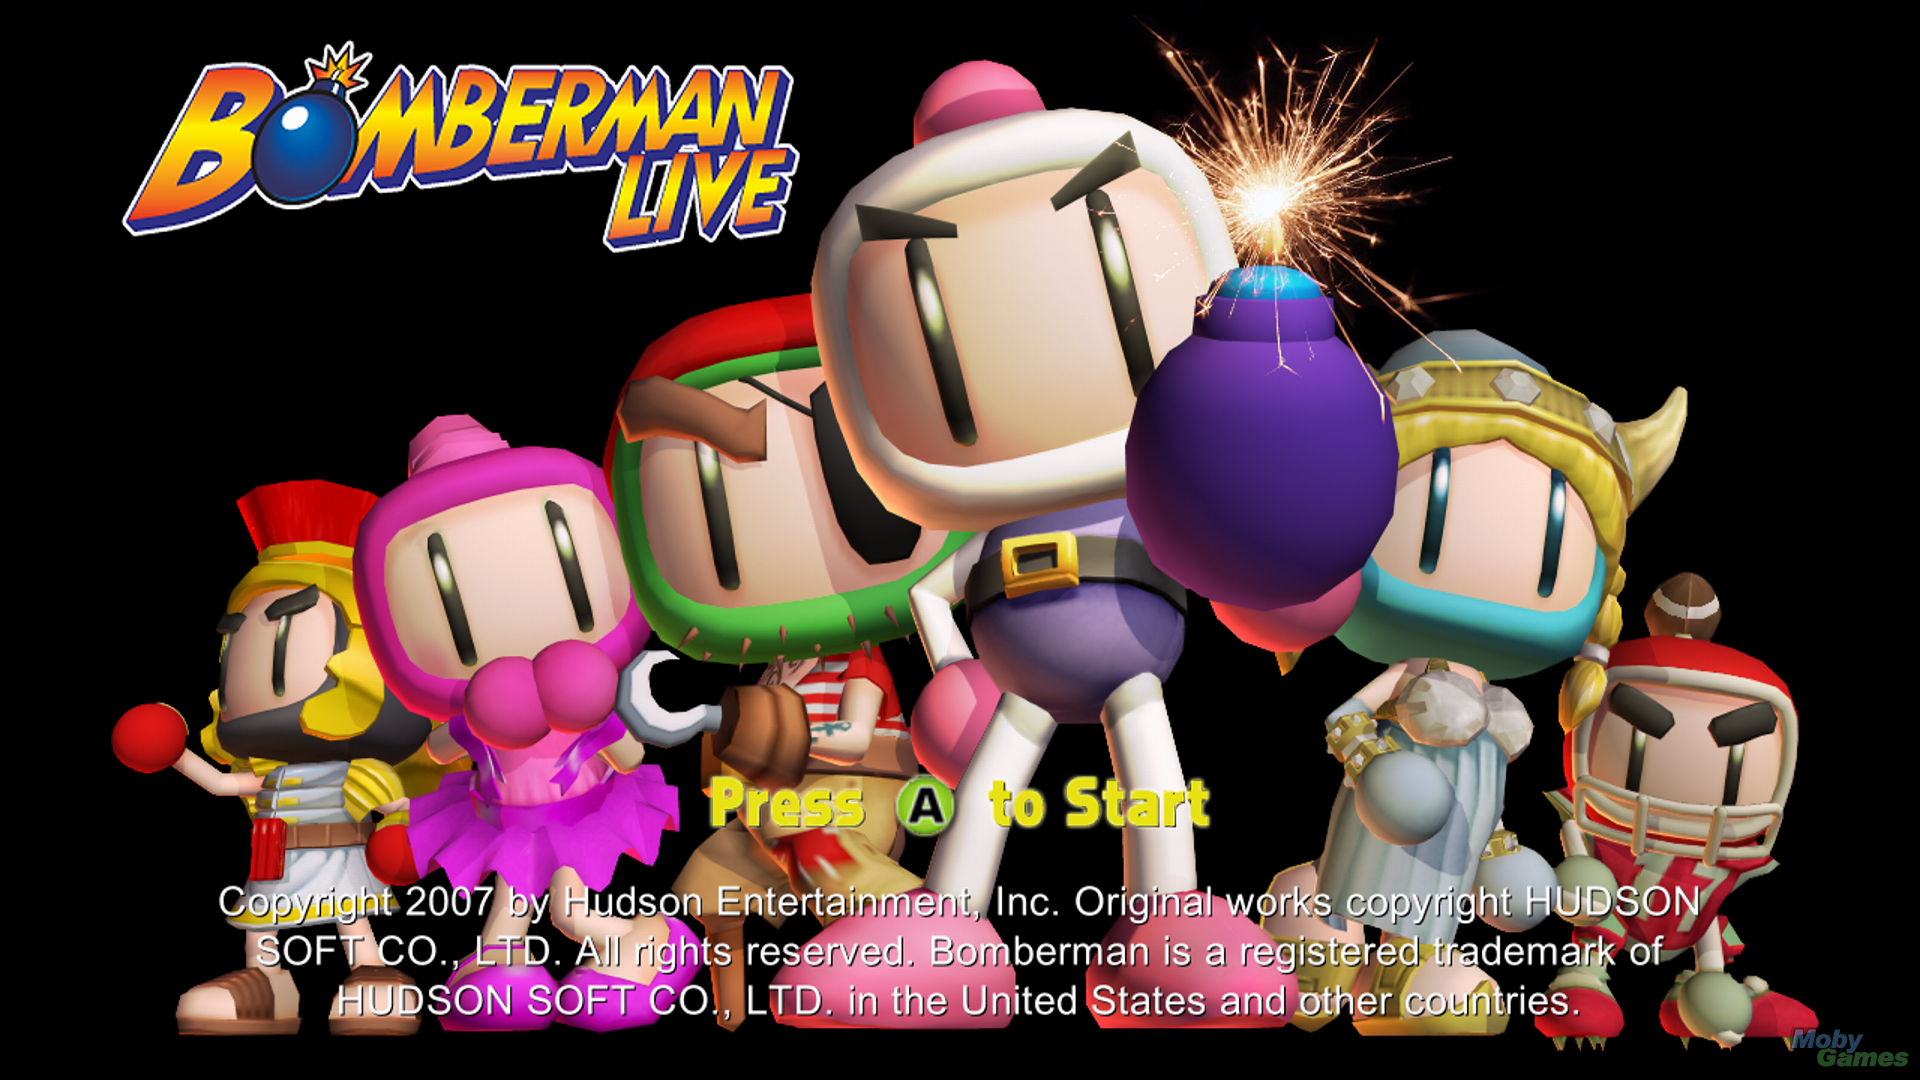 BOMBERMAN
LIVE
Press A to Start
Copyright 2007 by Hudson Entertainment, Inc. Original works copyright HUDSON
SOFT CO., LTD. All rights reserved. Bomberman is a registered trademark of
HUDSON SOFT CO., LTD. in the United States and other countries.
77
Moby
Games